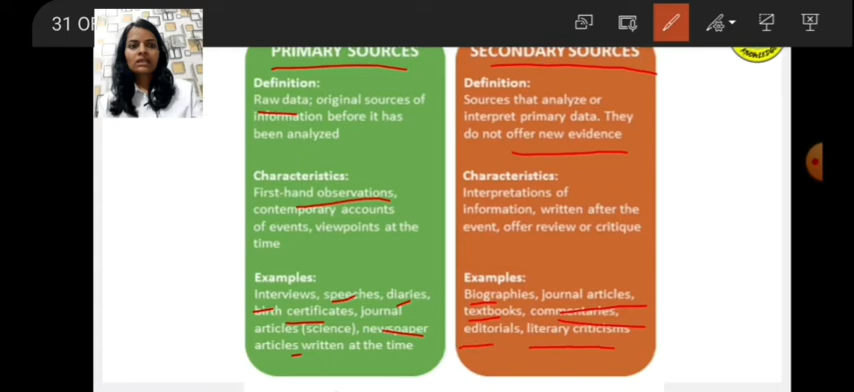 31 OF
PRIMARY SOURCES
Definition:
Raw data; original sources of
information before it has
been analyzed
Characteristics:
First-hand observations,
contemporary accounts
of events, viewpoints at the
time
Examples:
Interviews, speeches, diaries,
birth certificates, journal
articles (science), newspaper
articles written at the time
SECONDARY SOURCES
Definition:
Sources that analyze or
interpret primary data. They
do not offer new evidence
Characteristics:
Interpretations of
information, written after the
event, offer review or critique
Examples:
Biographies, journal articles,
textbooks, commentaries,
editorials, literary criticisms
KNOWLEDGE